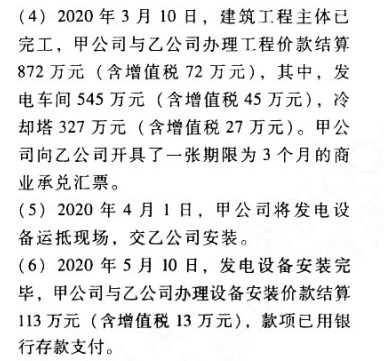 (4) 2020 年 3 月 10 日，建筑工程主体已
完工，甲公司与乙公司办理工程价款结算
872 万元（含增值税 72 万元），其中，发
电车间 545 万元（含增值税 45 万元），冷
却塔 327 万元（含增值税 27 万元）。甲公
司向乙公司开具了一张期限为 3 个月的商
业承兑汇票。
(5) 2020 年 4 月 1 日，甲公司将发电设
备运抵现场，交乙公司安装。
(6) 2020 年 5 月 10 日，发电设备安装完
毕，甲公司与乙公司办理设备安装价款结算
113 万元（含增值税 13 万元），款项已用银
行存款支付。